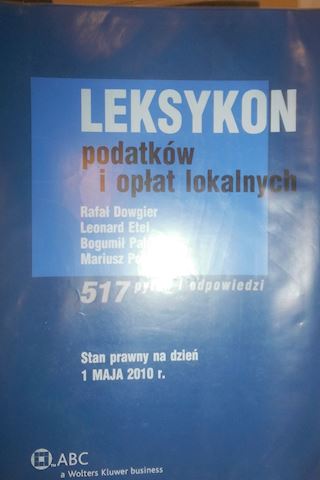 LEKSYKON
podatków
i opłat lokalnych
Rafał Dowgier
Leonard Etel
Bogumił
Mariusz
517 pytań i odpowiedzi
Stan prawny na dzień
1 MAJA 2010 r.
ABC
a Wolters Kluwer business